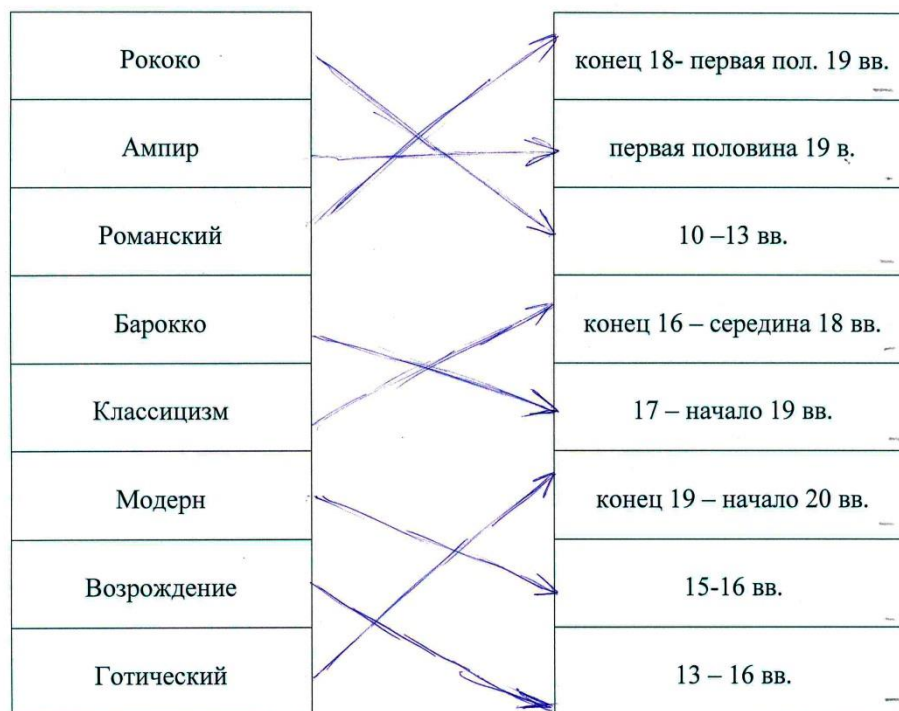 Рококо
конец 18- первая пол. 19 вв.
Ампир
первая половина 19 в.
Романский
10 –13 вв.
Барокко
конец 16 – середина 18 вв.
Классицизм
17 – начало 19 вв.
Модерн
конец 19 – начало 20 вв.
Возрождение
15-16 вв.
Готический
13 – 16 вв.